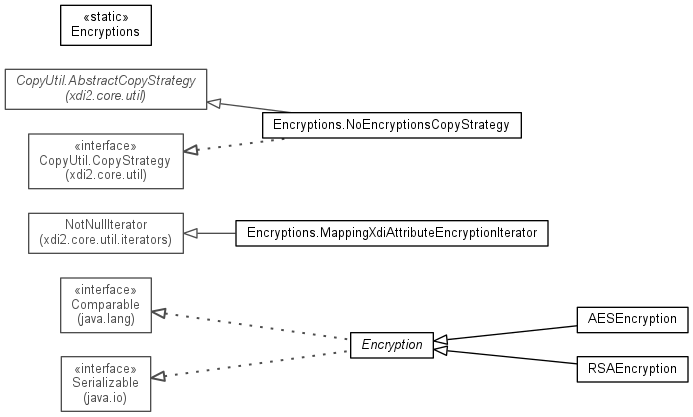 «static»
Encryptions
CopyUtil.AbstractCopyStrategy
(xdi2.core.util)
Encryptions.NoEncryptionsCopyStrategy
«interface»
CopyUtil.CopyStrategy
(xdi2.core.util)
NotNullIterator
(xdi2.core.util.iterators)
Encryptions.MappingXdiAttributeEncryptionIterator
«interface»
Comparable
(java.lang)
Encryption
«interface»
Serializable
(java.io)
AESEncryption
RSAEncryption